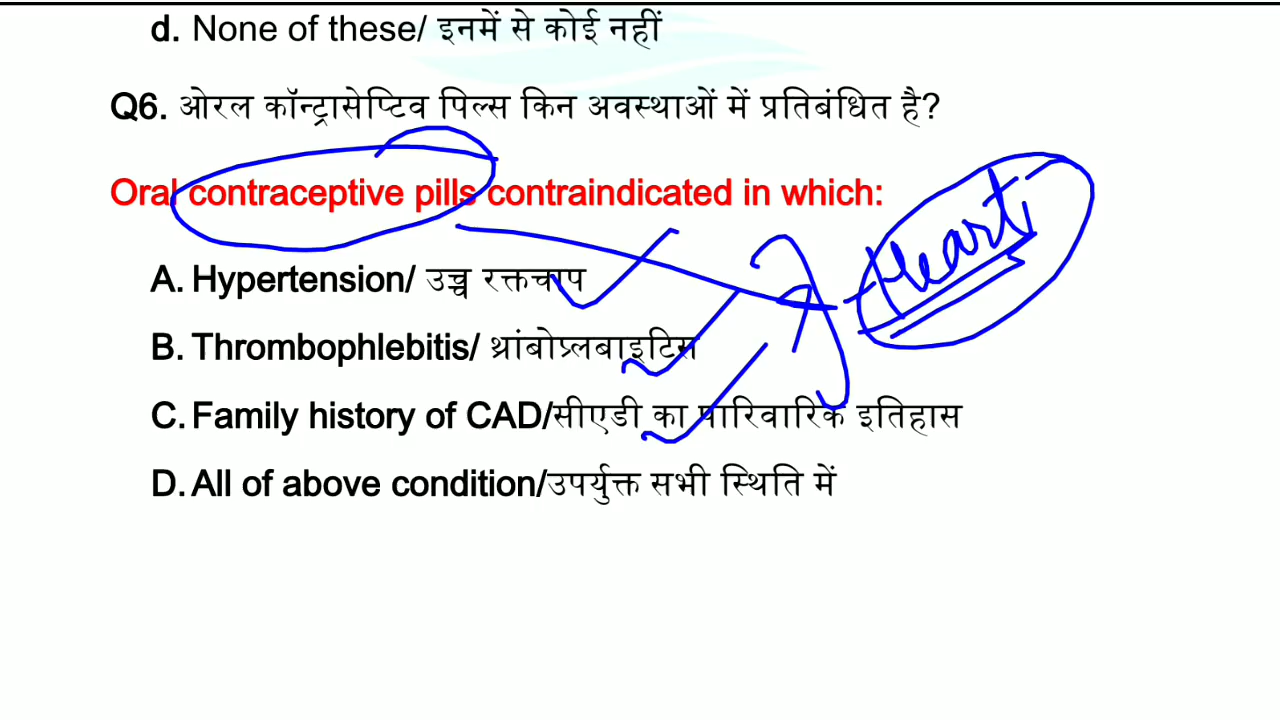 d. None of these/ इनमें से कोई नहीं
Q6. ओरल कॉन्ट्रासेप्टिव पिल्स किन अवस्थाओं में प्रतिबंधित है?
Oral contraceptive pills contraindicated in which:
Heart
A. Hypertension/ उच्च रक्तचाप
B. Thrombophlebitis/ थ्रांबोप्र्लबाइटिस
C. Family history of CAD/सीएडी का पारिवारिक इतिहास
D. All of above condition/उपर्युक्त सभी स्थिति में